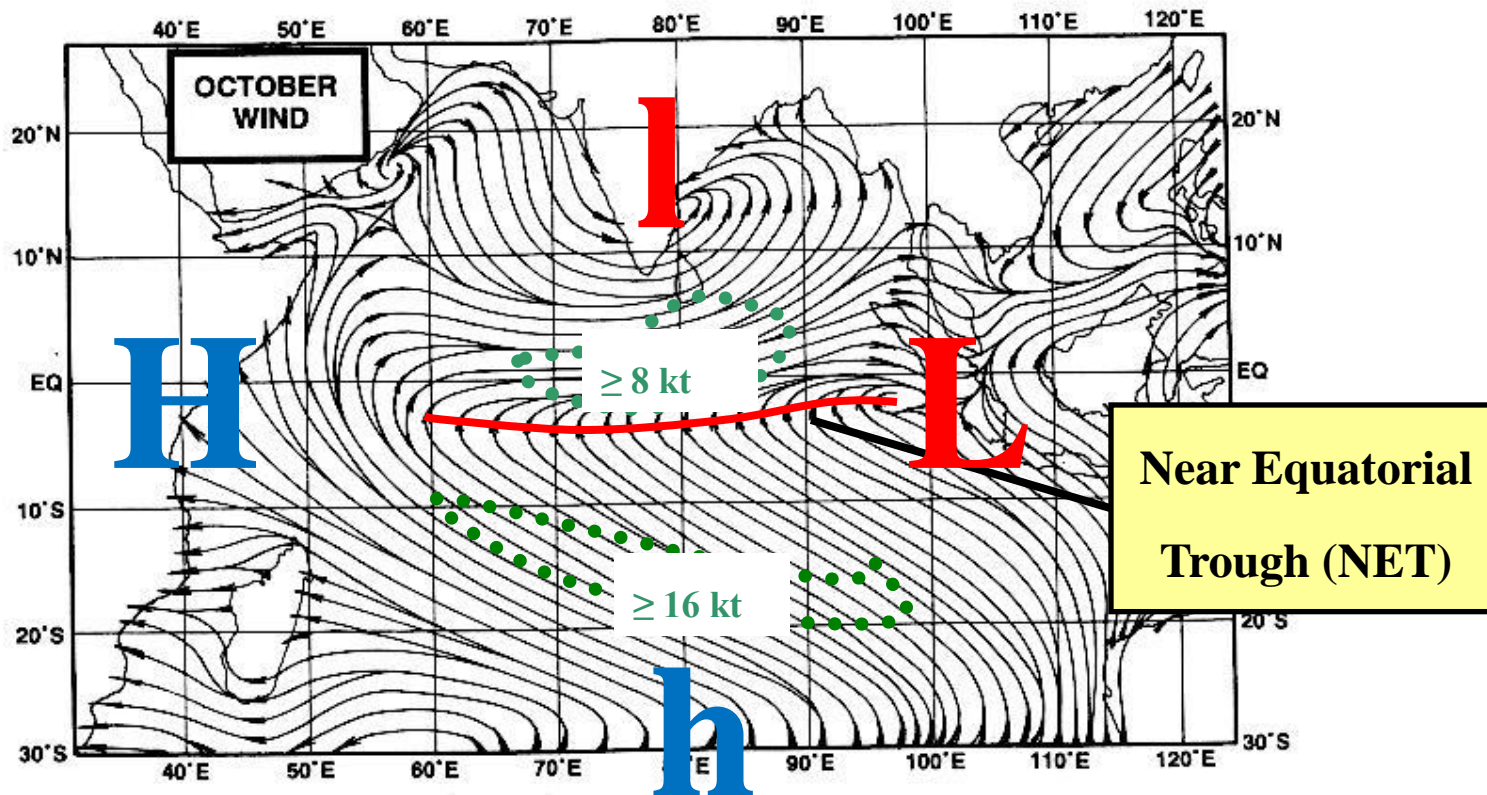 40°E 50°E 60°E 70°E 80°E 90°E 100°E 110°E 120°E
OCTOBER
WIND
l
20°N 20°N
10°N 10°N
H
L
≥ 8 kt
EQ EQ
Near Equatorial
Trough (NET)
10°S
≥ 16 kt
20°S 20°S
h
30°S 30°S
40°E 50°E 60°E 70°E 80°E 90°E 100°E 110°E 120°E